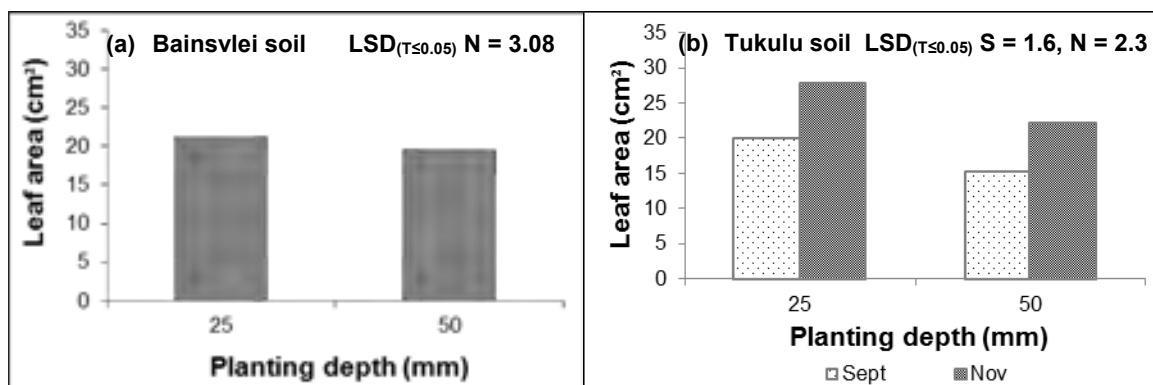 (a) Bainsvlei soil LSD(T≤0.05) N = 3.08
Leaf area (cm²)
35
30
25
20
15
10
5
0
25 50
Planting depth (mm)
(b) Tukulu soil LSD(T≤0.05) S = 1.6, N = 2.3
Leaf area (cm²)
35
30
25
20
15
10
5
0
25 50
Planting depth (mm)
Sept Nov